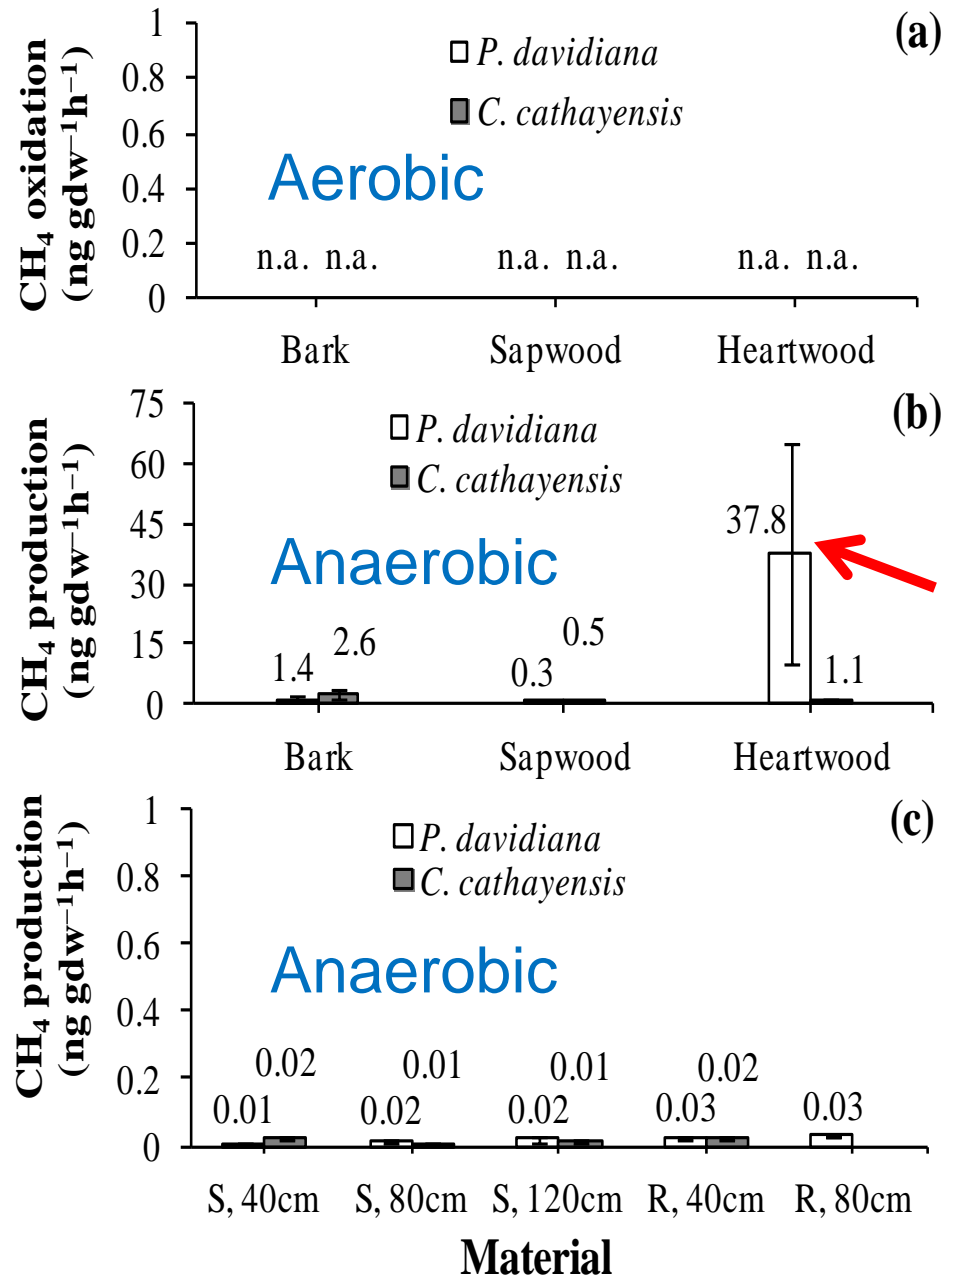 (a)
CH₄ oxidation
(ng gdw⁻¹h⁻¹)
1
0.8
0.6
0.4
0.2
0
P. davidiana
C. cathayensis
Aerobic
n.a. n.a. n.a. n.a. n.a. n.a.
Bark Sapwood Heartwood
(b)
CH₄ production
(ng gdw⁻¹h⁻¹)
75
60
45
30
15
0
P. davidiana
C. cathayensis
Anaerobic
1.4 2.6 0.3 0.5 37.8 1.1
Bark Sapwood Heartwood
(c)
CH₄ production
(ng gdw⁻¹h⁻¹)
1
0.8
0.6
0.4
0.2
0
P. davidiana
C. cathayensis
Anaerobic
0.01 0.02 0.02 0.01 0.02 0.01 0.03 0.02 0.03
S, 40cm S, 80cm S, 120cm R, 40cm R, 80cm
Material